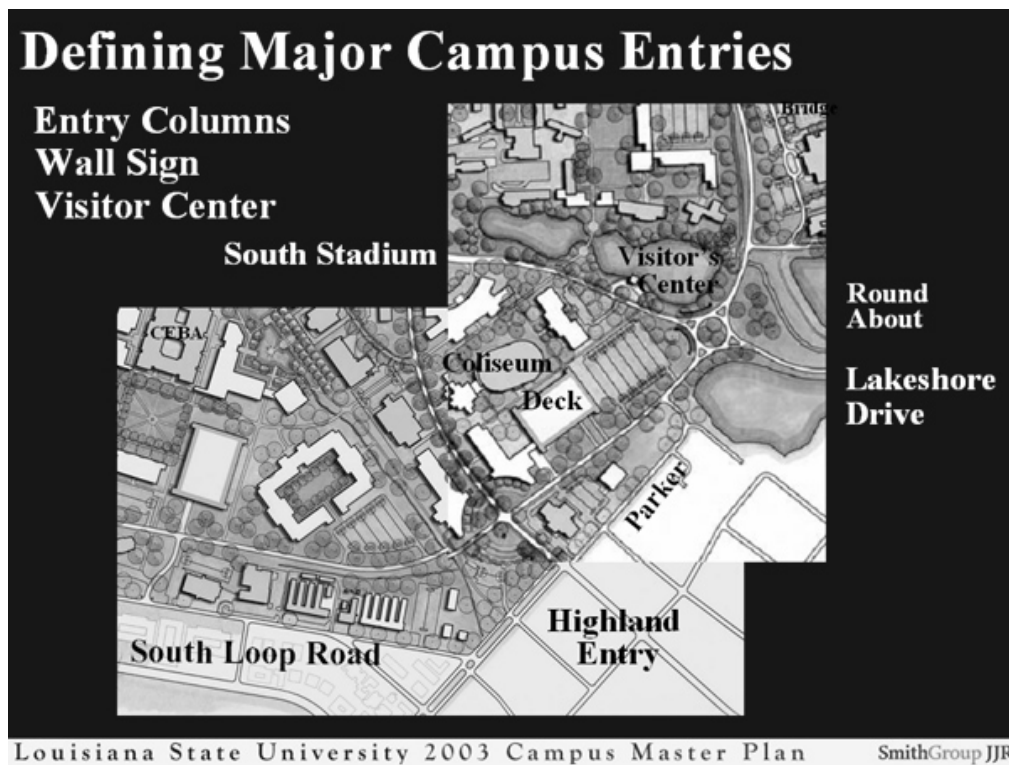 Defining Major Campus Entries
Entry Columns
Wall Sign
Visitor Center
Bridge
South Stadium
Visitor's
Center
Round
About
CEBA
Coliseum
Deck
Lakeshore
Drive
Parker
Highland
Entry
South Loop Road
Louisiana State University 2003 Campus Master Plan
SmithGroup JJR